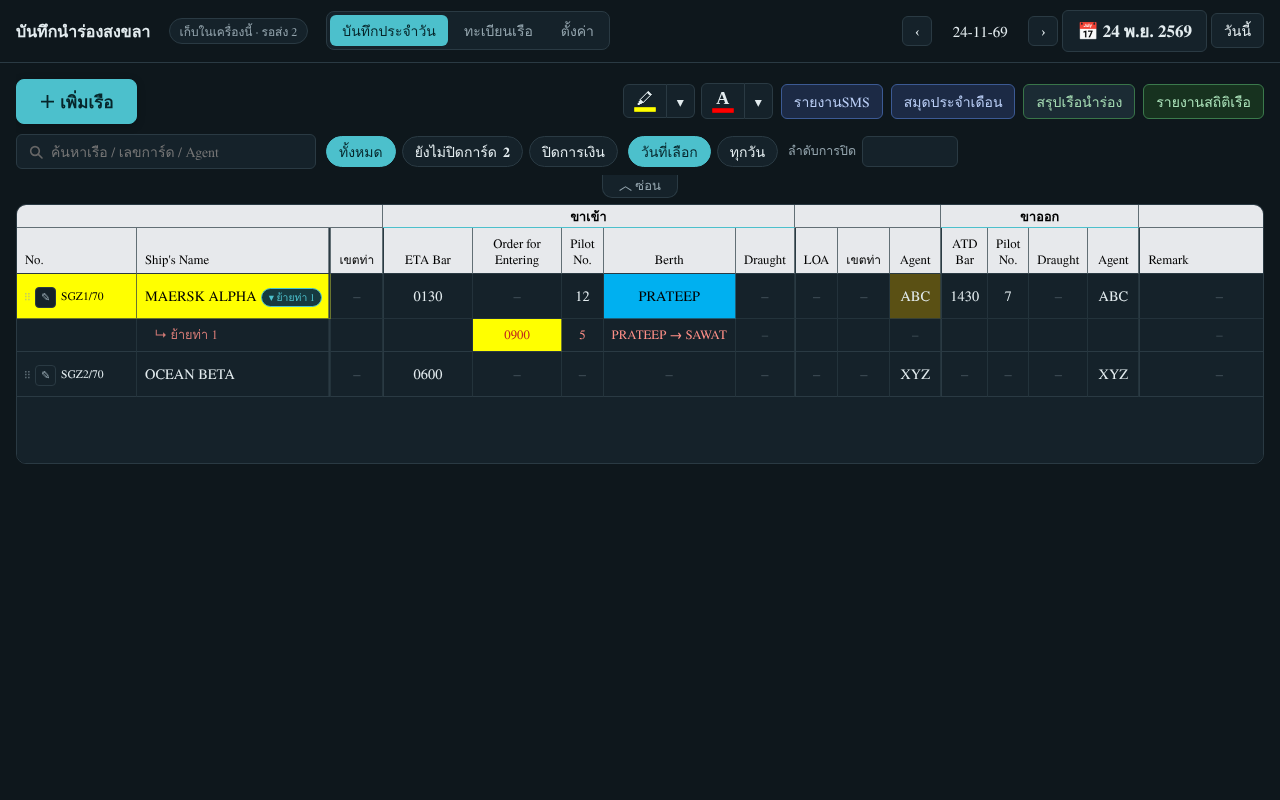 บันทึกนำร่องสงขลา เก็บในเครื่องนี้ · รอส่ง 2 บันทึกประจำวัน ทะเบียนเรือ ตั้งค่า ‹ 24-11-69 › 📅 24 พ.ย. 2569 วันนี้
+ เพิ่มเรือ A รายงานSMS สมุดประจำเดือน สรุปเรือนำร่อง รายงานสถิติเรือ
ค้นหาเรือ / เลขการ์ด / Agent ทั้งหมด ยังไม่ปิดการ์ด 2 ปิดการเงิน วันที่เลือก ทุกวัน ลำดับการปิด
ซ่อน
ขาเข้า ขาออก
No. Ship's Name เขตท่า ETA Bar Order for Entering Pilot No. Berth Draught LOA เขตท่า Agent ATD Bar Pilot No. Draught Agent Remark
SGZ1/70 MAERSK ALPHA ▾ ย้ายท่า 1 – 0130 – 12 PRATEEP – – – ABC 1430 7 – ABC –
↳ ย้ายท่า 1 0900 5 PRATEEP → SAWAT – – –
SGZ2/70 OCEAN BETA – 0600 – – – – – – XYZ – – – XYZ –